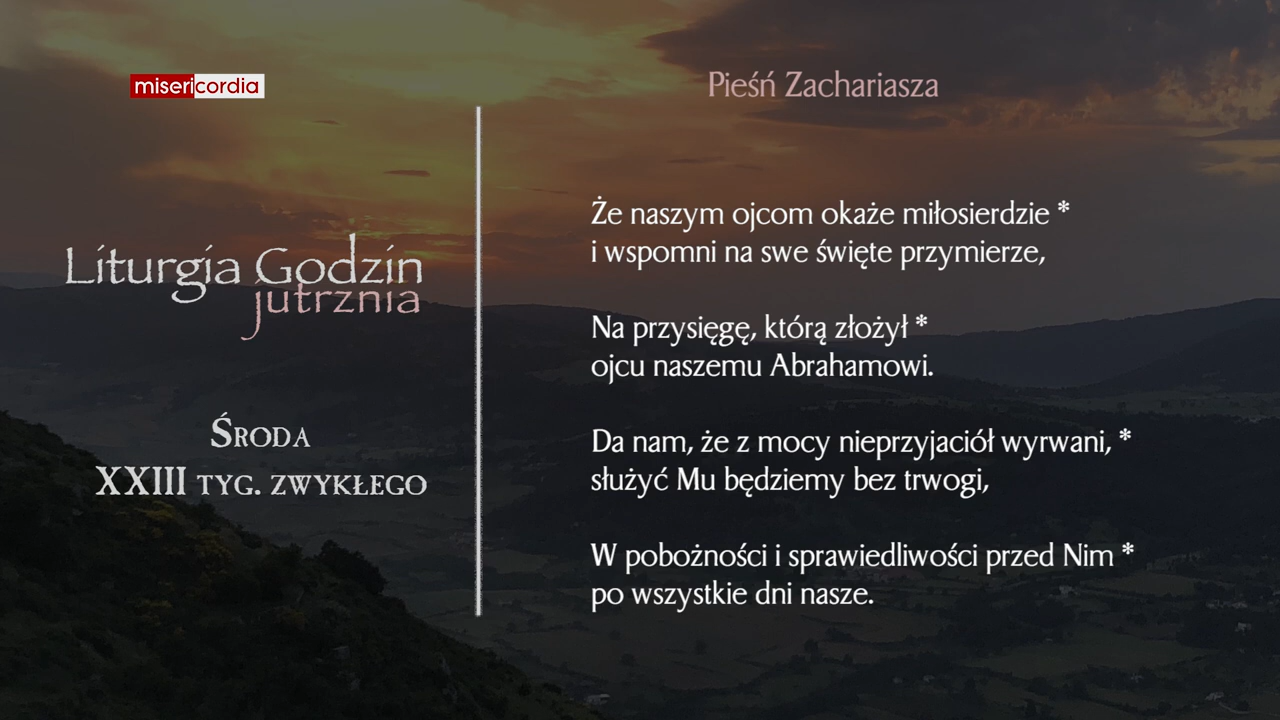 misericordia
Liturgia Godzin
jutrznia
Środa
XXIII tyg. zwykłego
Pieśń Zachariasza
Że naszym ojcom okaże miłosierdzie *
i wspomni na swe święte przymierze,
Na przysięgę, którą złożył *
ojcu naszemu Abrahamowi.
Da nam, że z mocy nieprzyjaciół wyrwani, *
służyć Mu będziemy bez trwogi,
W pobożności i sprawiedliwości przed Nim *
po wszystkie dni nasze.